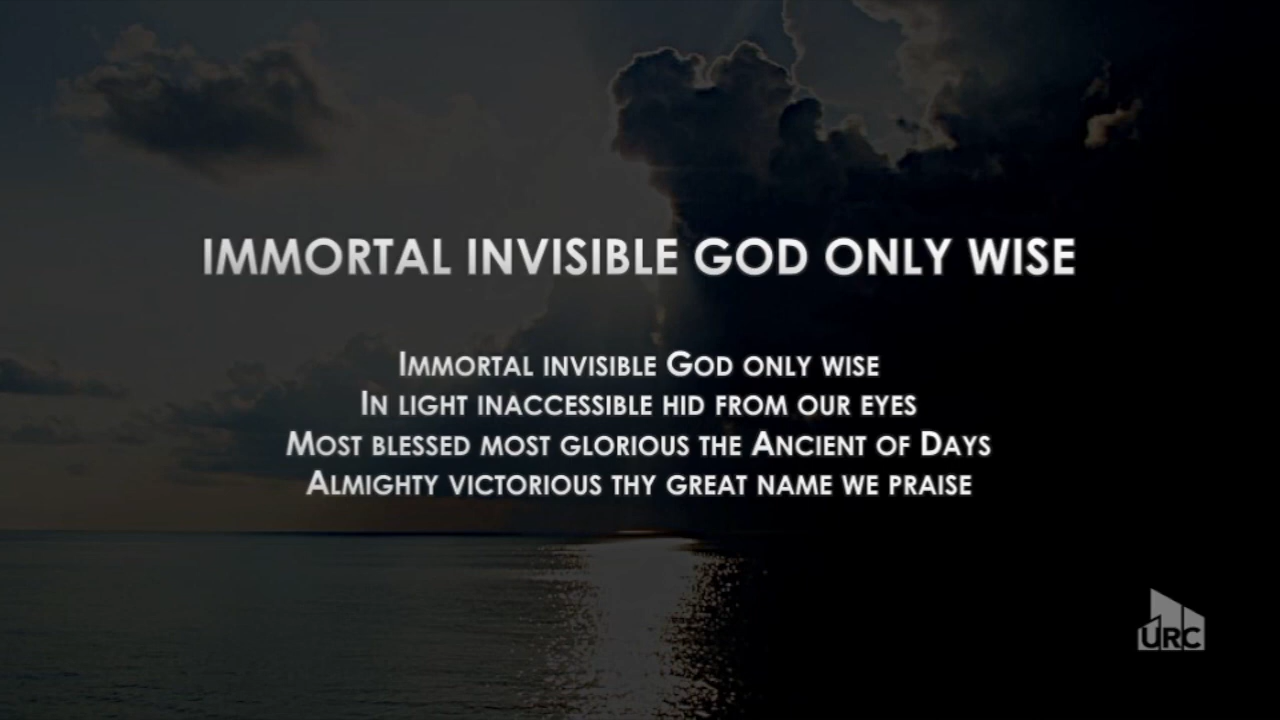 IMMORTAL INVISIBLE GOD ONLY WISE
IMMORTAL INVISIBLE GOD ONLY WISE
IN LIGHT INACCESSIBLE HID FROM OUR EYES
MOST BLESSED MOST GLORIOUS THE ANCIENT OF DAYS
ALMIGHTY VICTORIOUS THY GREAT NAME WE PRAISE
URC